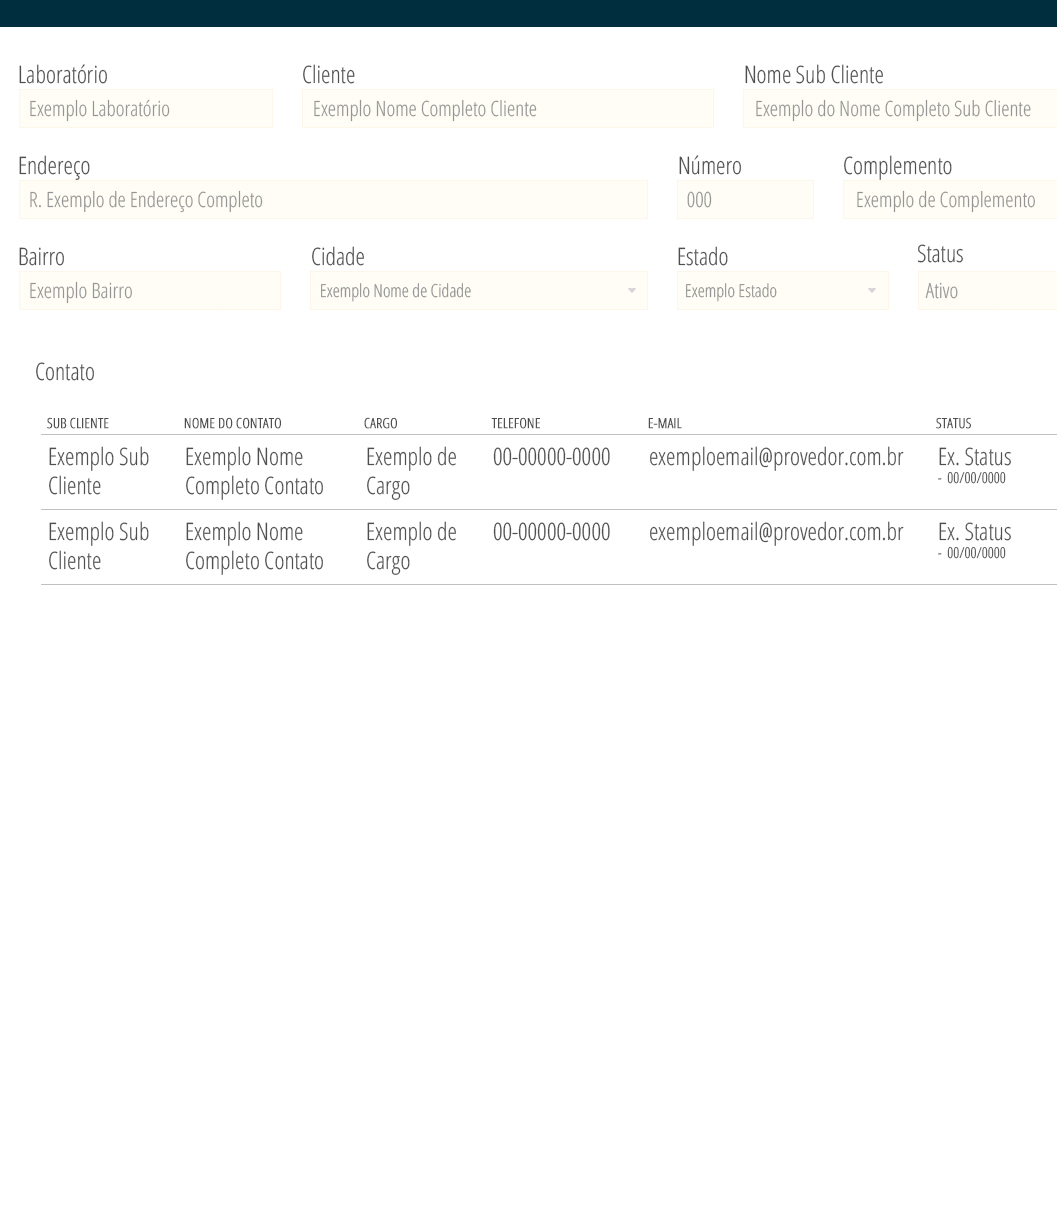 Laboratório Cliente Nome Sub Cliente
Exemplo Laboratório Exemplo Nome Completo Cliente Exemplo do Nome Completo Sub Cliente
Endereço Número Complemento
R. Exemplo de Endereço Completo 000 Exemplo de Complemento
Bairro Cidade Estado Status
Exemplo Bairro Exemplo Nome de Cidade Exemplo Estado Ativo
Contato
SUB CLIENTE NOME DO CONTATO CARGO TELEFONE E-MAIL STATUS
Exemplo Sub Exemplo Nome Exemplo de 00-00000-0000 exemploemail@provedor.com.br Ex. Status
Cliente Completo Contato Cargo - 00/00/0000
Exemplo Sub Exemplo Nome Exemplo de 00-00000-0000 exemploemail@provedor.com.br Ex. Status
Cliente Completo Contato Cargo - 00/00/0000